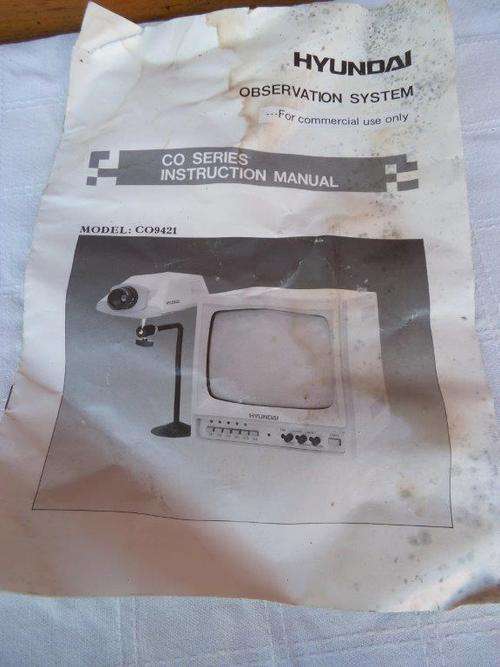 HYUNDAI
OBSERVATION SYSTEM
---For commercial use only
CO SERIES
INSTRUCTION MANUAL
MODEL: CO9421
HYUNDAI